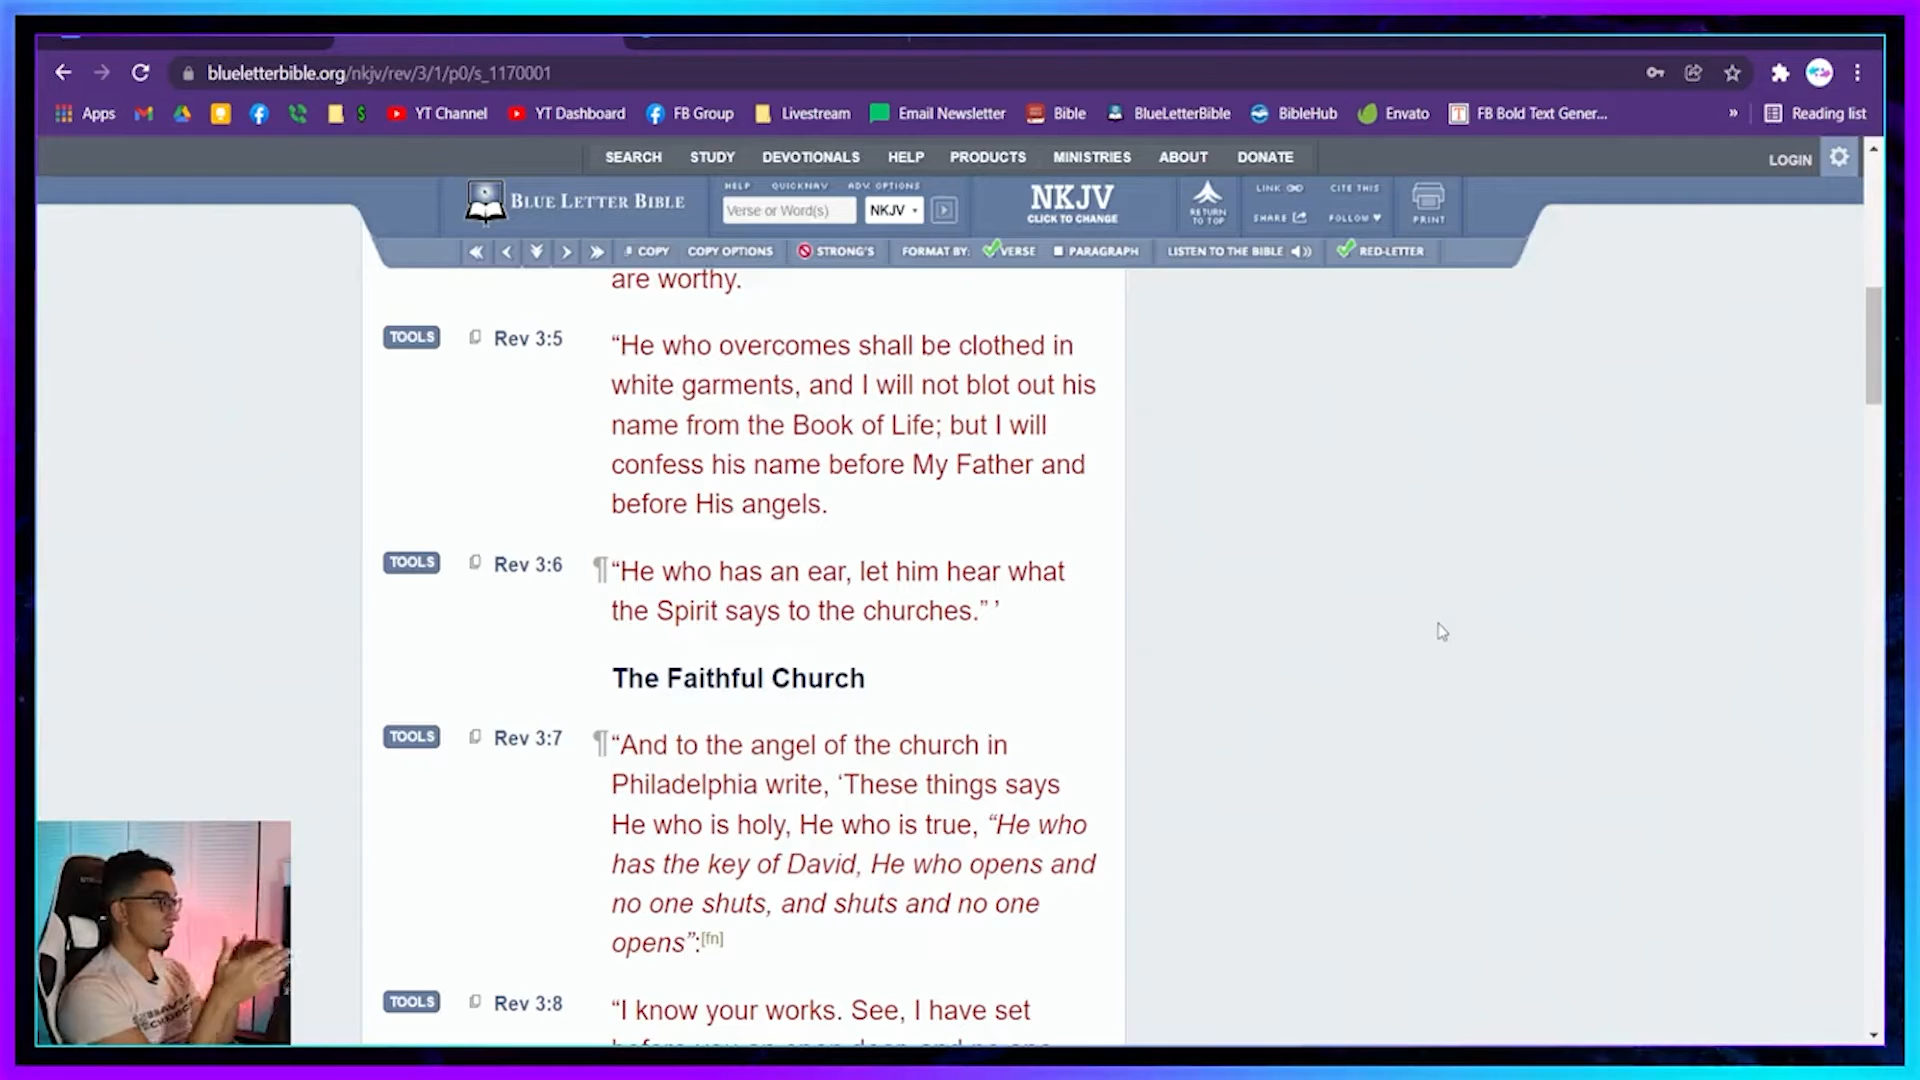 blueletterbible.org/nkjv/rev/3/1/p0/s_1170001
Apps
$
YT Channel
YT Dashboard
FB Group
Livestream
Email Newsletter
Bible
BlueLetterBible
BibleHub
Envato
T
FB Bold Text Gener...
»
Reading list
SEARCH STUDY DEVOTIONALS HELP PRODUCTS MINISTRIES ABOUT DONATE
LOGIN
BLUE LETTER BIBLE
HELP QUICKNAV ADV. OPTIONS
Verse or Word(s)
NKJV
NKJV
CLICK TO CHANGE
RETURN
TO TOP
LINK
CITE THIS
SHARE
FOLLOW
PRINT
COPY COPY OPTIONS STRONG'S FORMAT BY: VERSE PARAGRAPH LISTEN TO THE BIBLE RED-LETTER
are worthy.
TOOLS Rev 3:5
“He who overcomes shall be clothed in
white garments, and I will not blot out his
name from the Book of Life; but I will
confess his name before My Father and
before His angels.
TOOLS Rev 3:6
¶“He who has an ear, let him hear what
the Spirit says to the churches.” ’
The Faithful Church
TOOLS Rev 3:7
¶“And to the angel of the church in
Philadelphia write, ‘These things says
He who is holy, He who is true, “He who
has the key of David, He who opens and
no one shuts, and shuts and no one
opens”:[fn]
TOOLS Rev 3:8
“I know your works. See, I have set